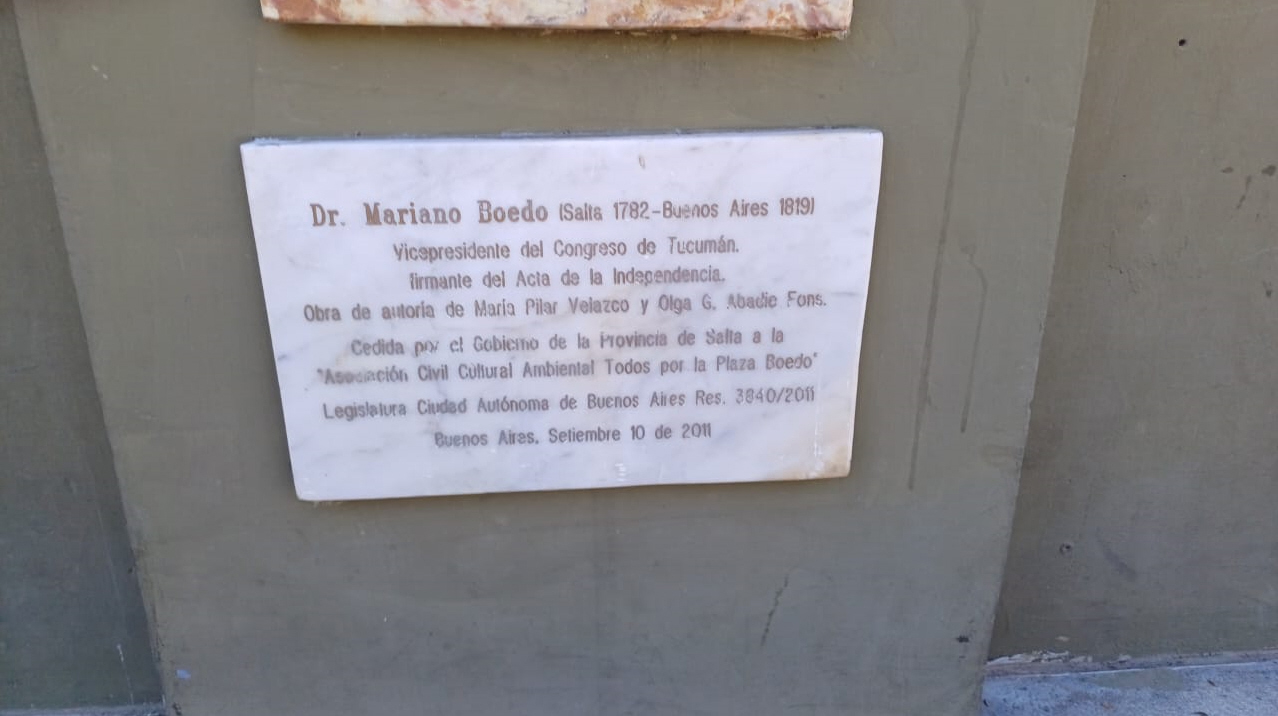 Dr. Mariano Boedo (Salta 1782-Buenos Aires 1819)
Vicepresidente del Congreso de Tucumán.
firmante del Acta de la Independencia.
Obra de autoría de María Pilar Velazco y Olga G. Abadie Fons.
Cedida por el Gobierno de la Provincia de Salta a la
"Asociación Civil Cultural Ambiental Todos por la Plaza Boedo"
Legislatura Ciudad Autónoma de Buenos Aires Res. 3840/2011
Buenos Aires, Setiembre 10 de 2011